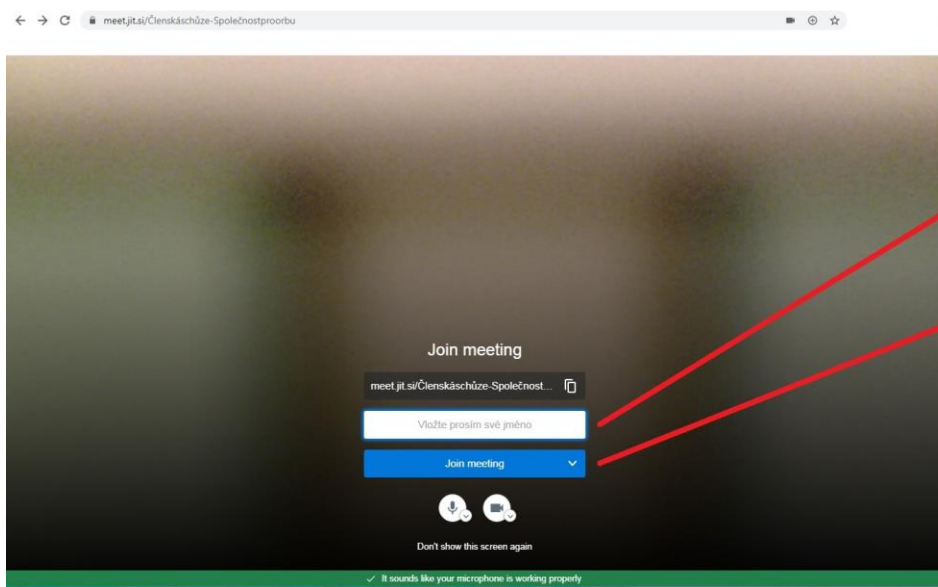 meet.jit.si/Členskáschůze-Společnostproorbu
Join meeting
meet.jit.si/Členskáschůze-Společnost...
Vložte prosím své jméno
Join meeting
Don't show this screen again
It sounds like your microphone is working properly